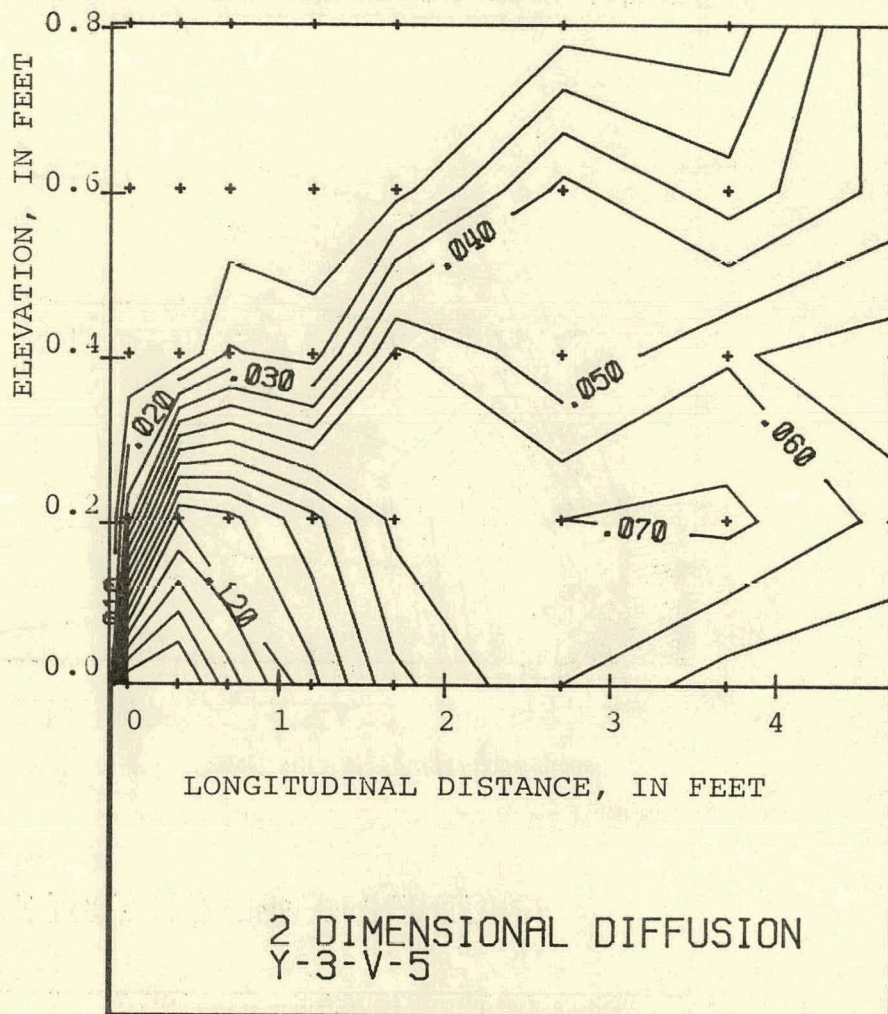 ELEVATION, IN FEET
0.8
0.6
0.4
0.2
0.0
.040
.030
.050
.020
.060
.070
.010
.120
0 1 2 3 4
LONGITUDINAL DISTANCE, IN FEET
2 DIMENSIONAL DIFFUSION
Y-3-V-5